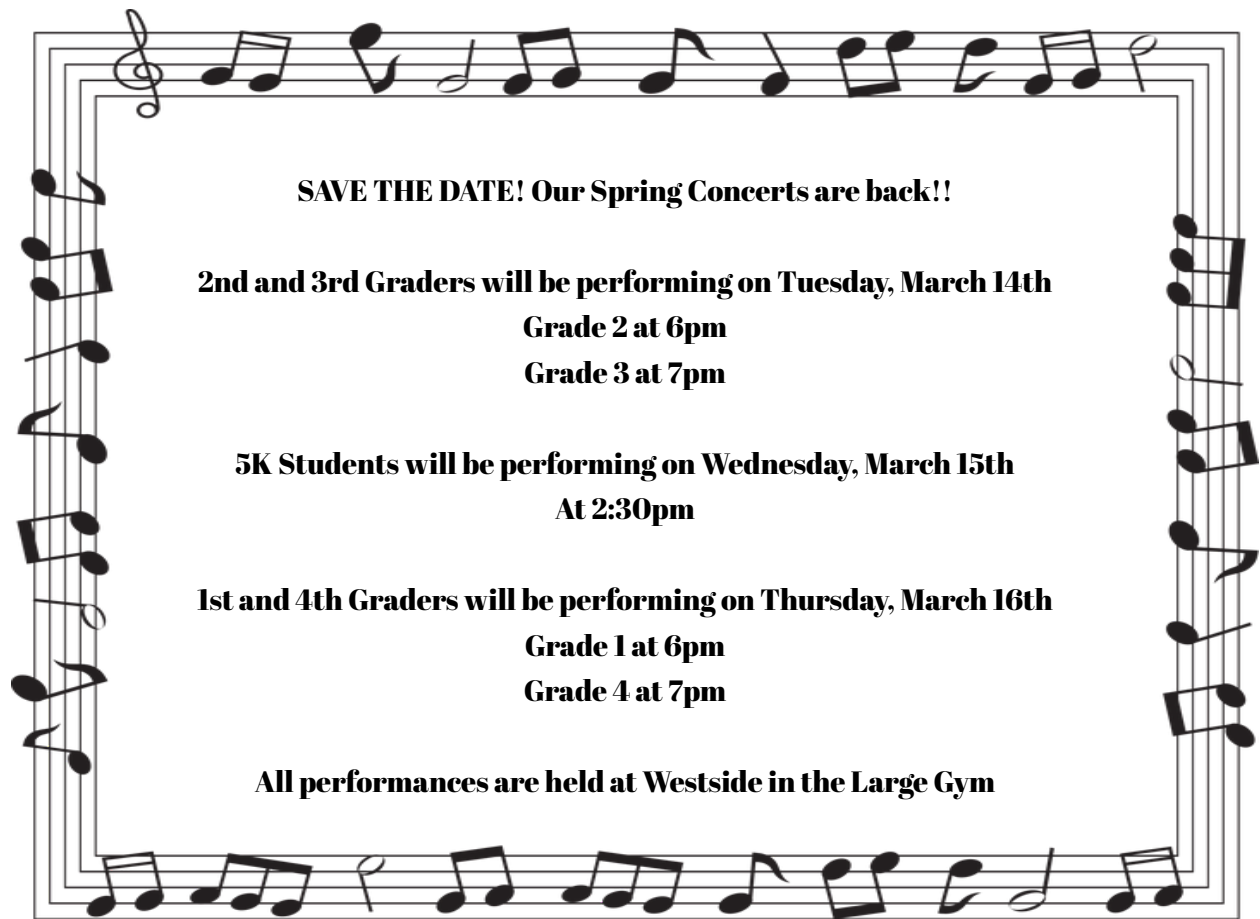 SAVE THE DATE! Our Spring Concerts are back!!
2nd and 3rd Graders will be performing on Tuesday, March 14th
Grade 2 at 6pm
Grade 3 at 7pm
5K Students will be performing on Wednesday, March 15th
At 2:30pm
1st and 4th Graders will be performing on Thursday, March 16th
Grade 1 at 6pm
Grade 4 at 7pm
All performances are held at Westside in the Large Gym